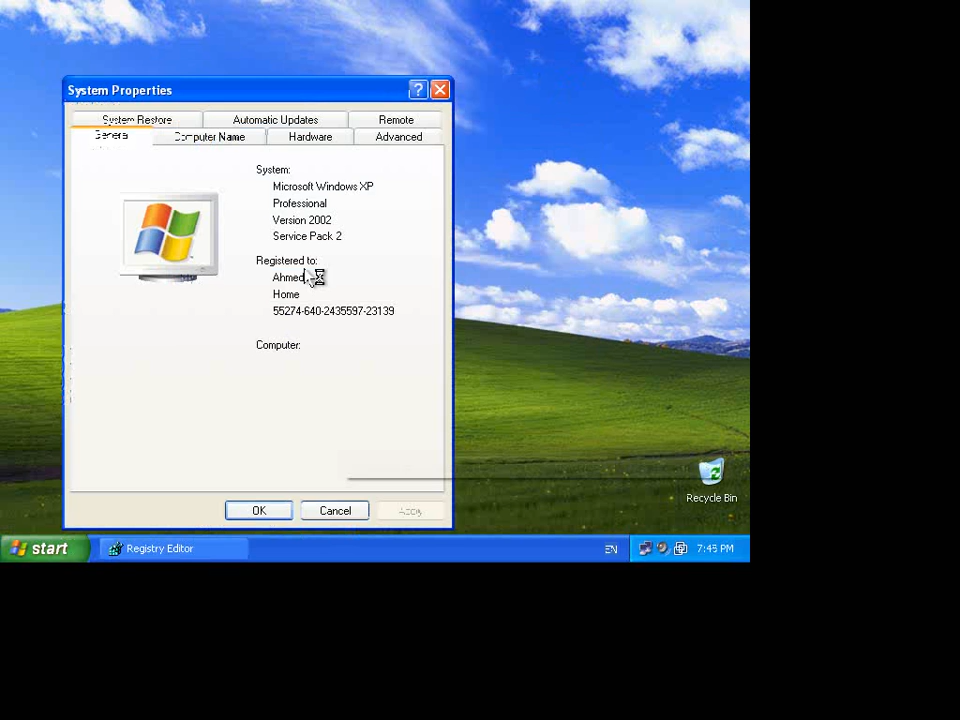 System Properties
System Restore
Automatic Updates
Remote
General
Computer Name
Hardware
Advanced
System:
Microsoft Windows XP
Professional
Version 2002
Service Pack 2
Registered to:
Ahmed
Home
55274-640-2435597-23139
Computer:
OK
Cancel
Apply
Recycle Bin
start
Registry Editor
EN
7:45 PM